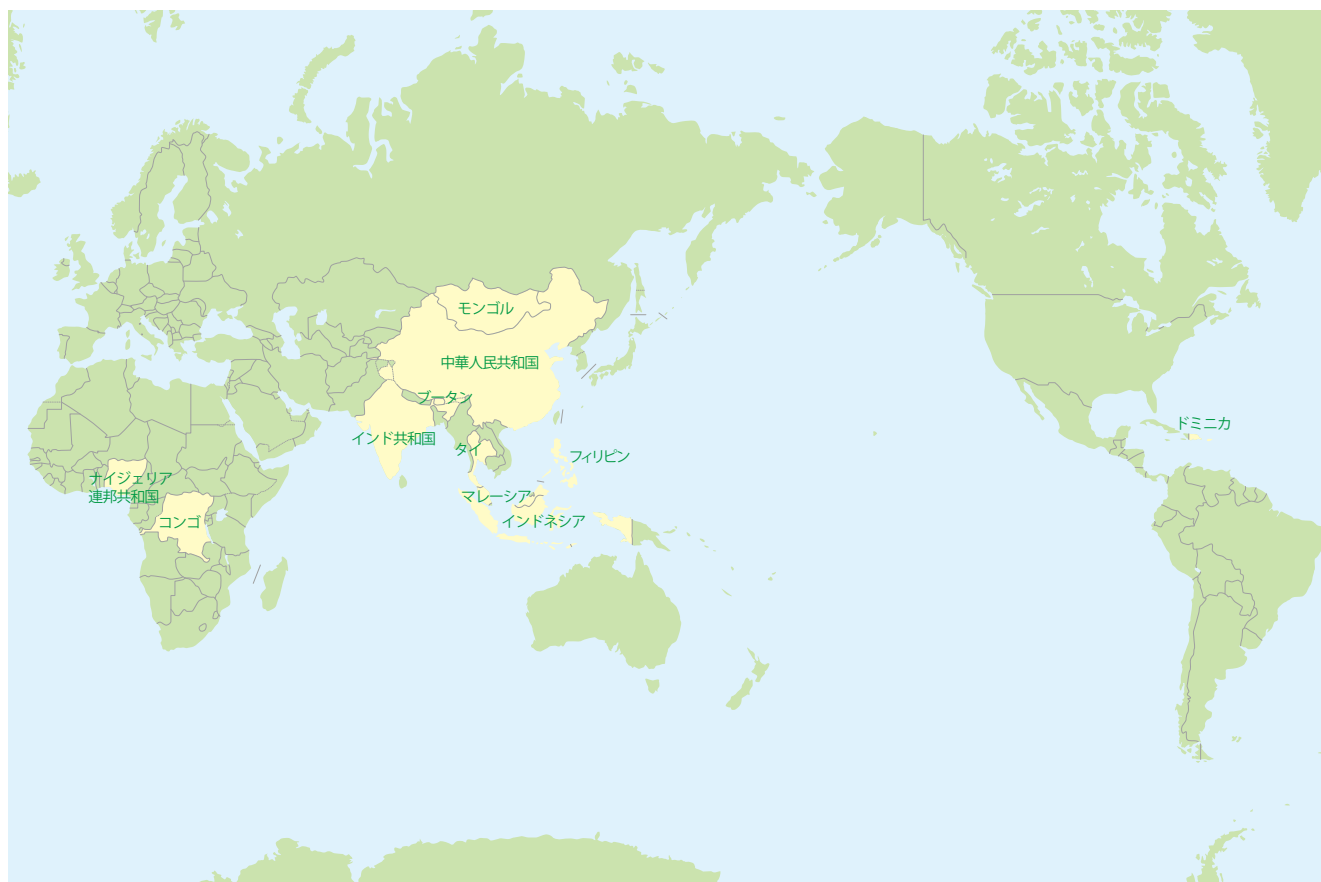 モンゴル
中華人民共和国
ブータン
ドミニカ
インド共和国
タイ
フィリピン
ナイジェリア
連邦共和国
マレーシア
コンゴ
インドネシア